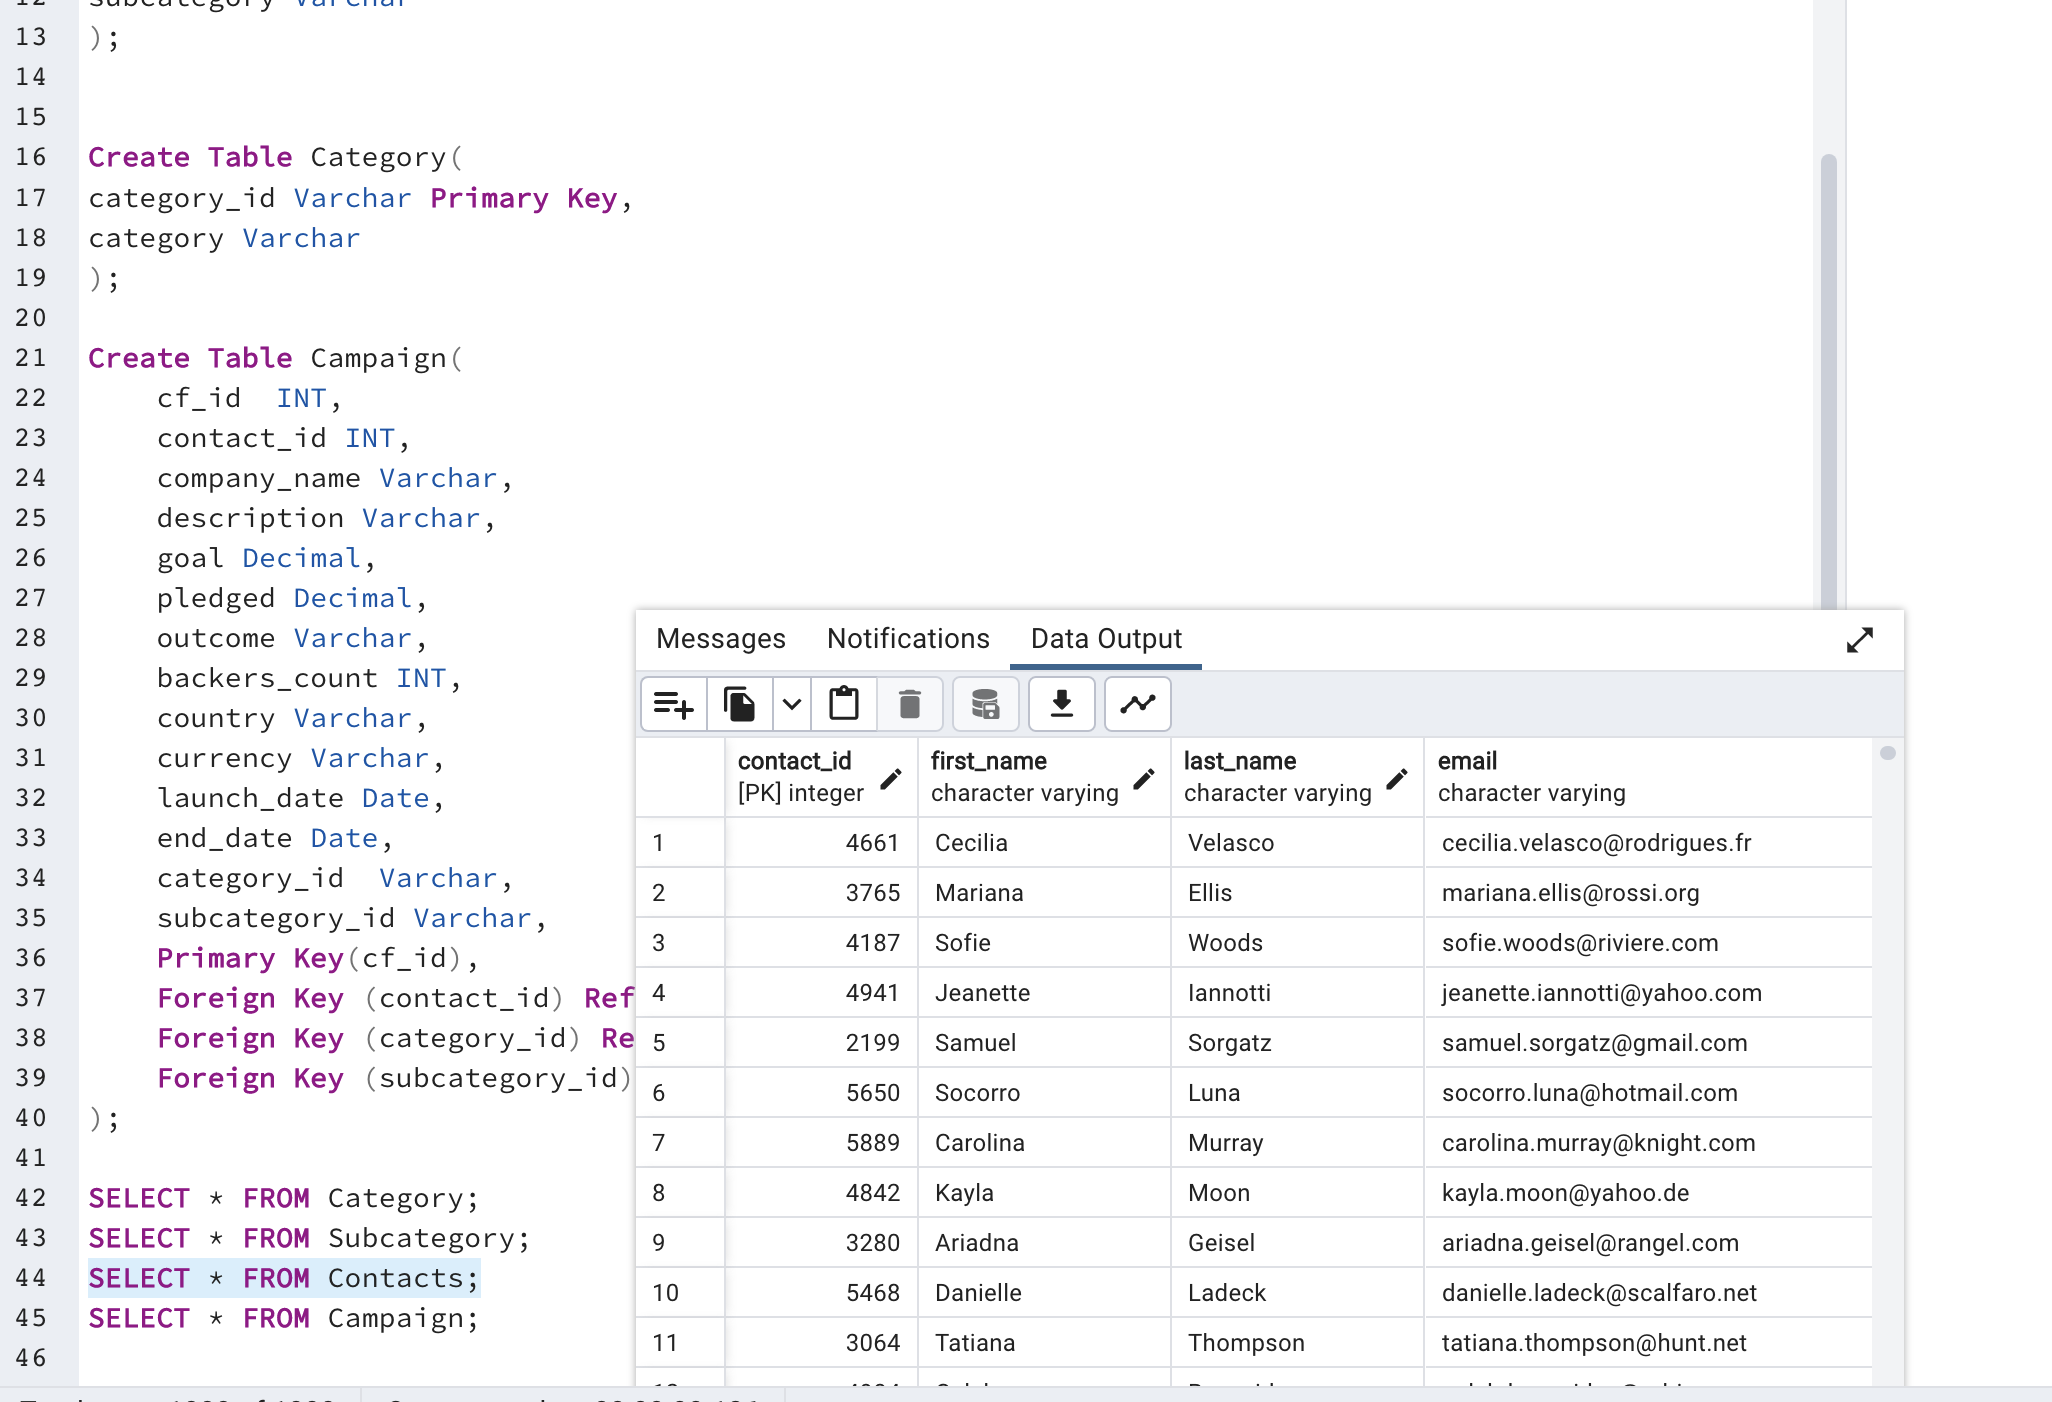 13 );
14
15
16 Create Table Category(
17 category_id Varchar Primary Key,
18 category Varchar
19 );
20
21 Create Table Campaign(
22 cf_id  INT,
23 contact_id INT,
24 company_name Varchar,
25 description Varchar,
26 goal Decimal,
27 pledged Decimal,
28 outcome Varchar,
29 backers_count INT,
30 country Varchar,
31 currency Varchar,
32 launch_date Date,
33 end_date Date,
34 category_id  Varchar,
35 subcategory_id Varchar,
36 Primary Key(cf_id),
37 Foreign Key (contact_id) Ref
38 Foreign Key (category_id) Re
39 Foreign Key (subcategory_id)
40 );
41
42 SELECT * FROM Category;
43 SELECT * FROM Subcategory;
44 SELECT * FROM Contacts;
45 SELECT * FROM Campaign;
46
Messages Notifications Data Output
contact_id first_name last_name email
[PK] integer character varying character varying character varying
1 4661 Cecilia Velasco cecilia.velasco@rodrigues.fr
2 3765 Mariana Ellis mariana.ellis@rossi.org
3 4187 Sofie Woods sofie.woods@riviere.com
4 4941 Jeanette Iannotti jeanette.iannotti@yahoo.com
5 2199 Samuel Sorgatz samuel.sorgatz@gmail.com
6 5650 Socorro Luna socorro.luna@hotmail.com
7 5889 Carolina Murray carolina.murray@knight.com
8 4842 Kayla Moon kayla.moon@yahoo.de
9 3280 Ariadna Geisel ariadna.geisel@rangel.com
10 5468 Danielle Ladeck danielle.ladeck@scalfaro.net
11 3064 Tatiana Thompson tatiana.thompson@hunt.net